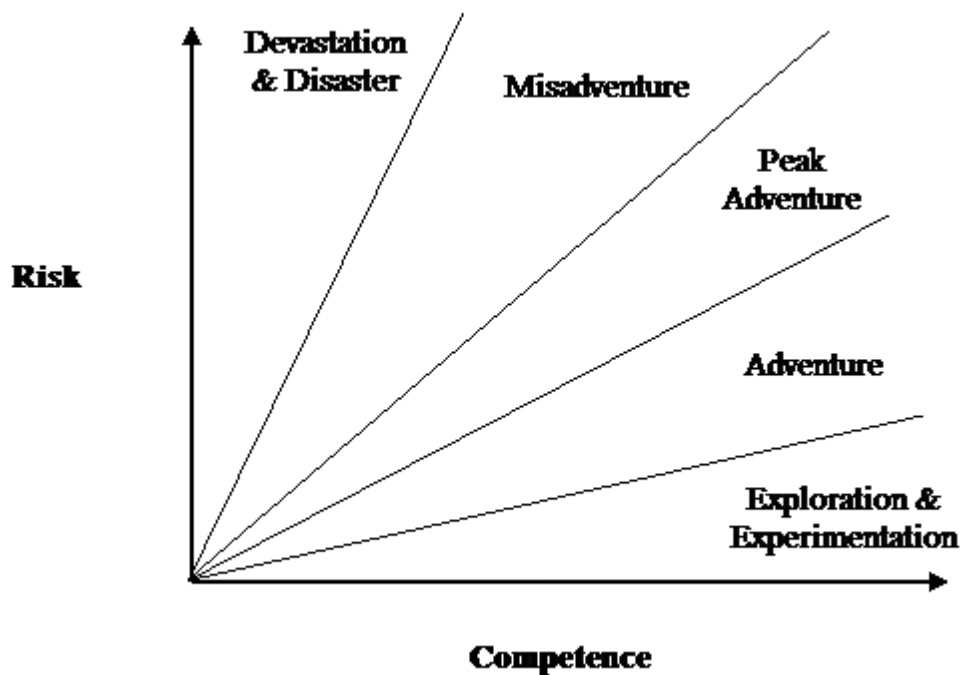 Devastation
& Disaster
Misadventure
Peak
Adventure
Risk
Adventure
Exploration &
Experimentation
Competence